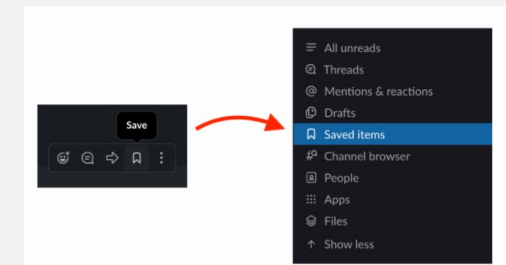 Save
All unreads
Threads
Mentions & reactions
Drafts
Saved items
Channel browser
People
Apps
Files
Show less